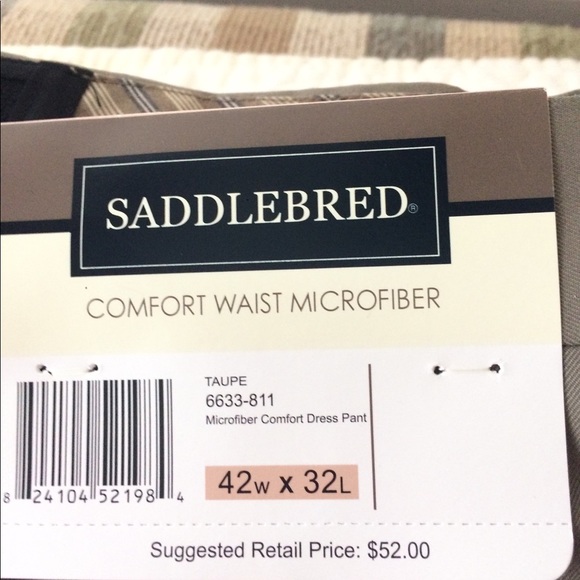 SADDLEBRED®
COMFORT WAIST MICROFIBER
TAUPE
6633-811
Microfiber Comfort Dress Pant
42W X 32L
8 24104 52198 4
Suggested Retail Price: $52.00